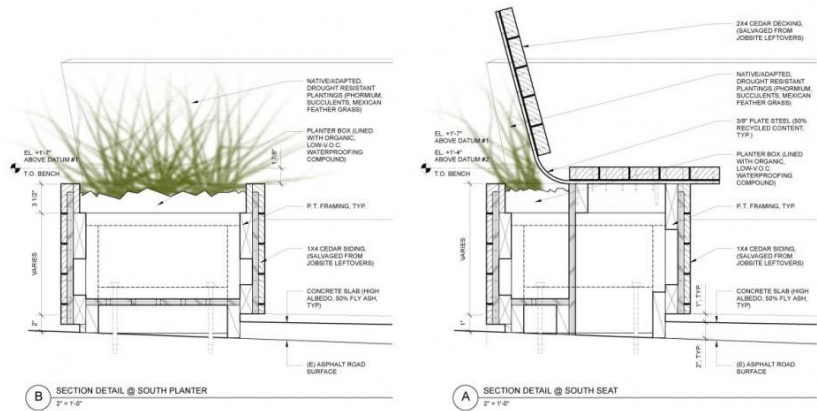 NATIVE/ADAPTED,
DROUGHT RESISTANT
PLANTINGS (PHORMIUM,
SUCCULENTS, MEXICAN
FEATHER GRASS)
PLANTER BOX (LINED
WITH ORGANIC,
LOW-V.O.C.
WATERPROOFING
COMPOUND)
1 7/8"
EL. +1'-7"
ABOVE DATUM #1
T.O. BENCH
3 1/2"
VARIES
2"
P.T. FRAMING, TYP.
1X4 CEDAR SIDING,
(SALVAGED FROM
JOBSITE LEFTOVERS)
CONCRETE SLAB (HIGH
ALBEDO, 50% FLY ASH,
TYP)
(E) ASPHALT ROAD
SURFACE
B
SECTION DETAIL @ SOUTH PLANTER
2" = 1'-0"
2X4 CEDAR DECKING,
(SALVAGED FROM
JOBSITE LEFTOVERS)
NATIVE/ADAPTED,
DROUGHT RESISTANT
PLANTINGS (PHORMIUM,
SUCCULENTS, MEXICAN
FEATHER GRASS)
3/8" PLATE STEEL (50%
RECYCLED CONTENT,
TYP.)
PLANTER BOX (LINED
WITH ORGANIC,
LOW-V.O.C.
WATERPROOFING
COMPOUND)
EL. +1'-7"
ABOVE DATUM #1
EL. +1'-4"
ABOVE DATUM #2
T.O. BENCH
VARIES
1"
P.T. FRAMING, TYP.
1X4 CEDAR SIDING,
(SALVAGED FROM
JOBSITE LEFTOVERS)
CONCRETE SLAB (HIGH
ALBEDO, 50% FLY ASH,
TYP)
1", TYP.
2", TYP.
(E) ASPHALT ROAD
SURFACE
A
SECTION DETAIL @ SOUTH SEAT
2" = 1'-0"